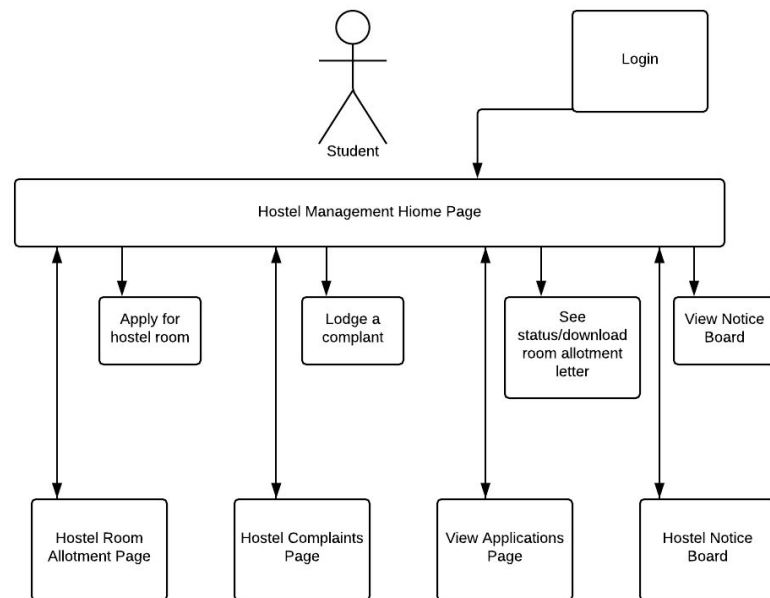 Login
Student
Hostel Management Hiome Page
Apply for
hostel room
Lodge a
complant
See
status/download
room allotment
letter
View Notice
Board
Hostel Room
Allotment Page
Hostel Complaints
Page
View Applications
Page
Hostel Notice
Board